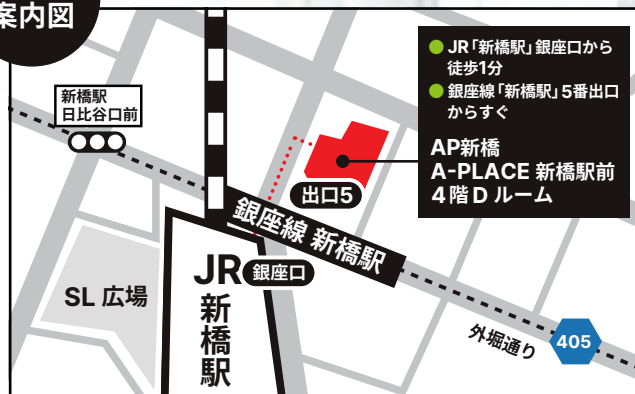 案内図
新橋駅
日比谷口前
●JR「新橋駅」銀座口から
徒歩1分
●銀座線「新橋駅」5番出口
からすぐ
AP新橋
A-PLACE 新橋駅前
4階 D ルーム
出口5
銀座線 新橋駅
JR
新橋駅
銀座口
SL 広場
外堀通り
405